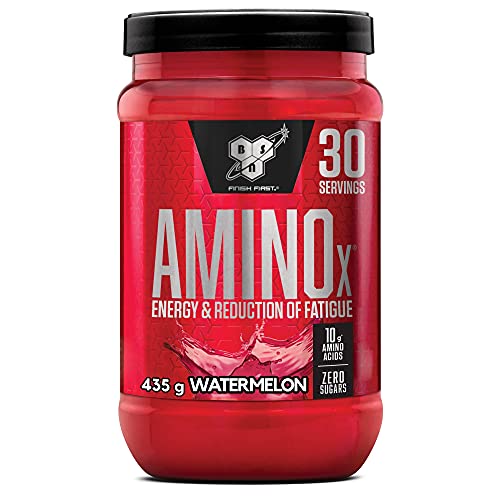 B S N
FINISH FIRST.®
30
SERVINGS
AMINOx®
ENERGY & REDUCTION OF FATIGUE
10g
AMINO
ACIDS
ZERO
SUGARS
435 g WATERMELON